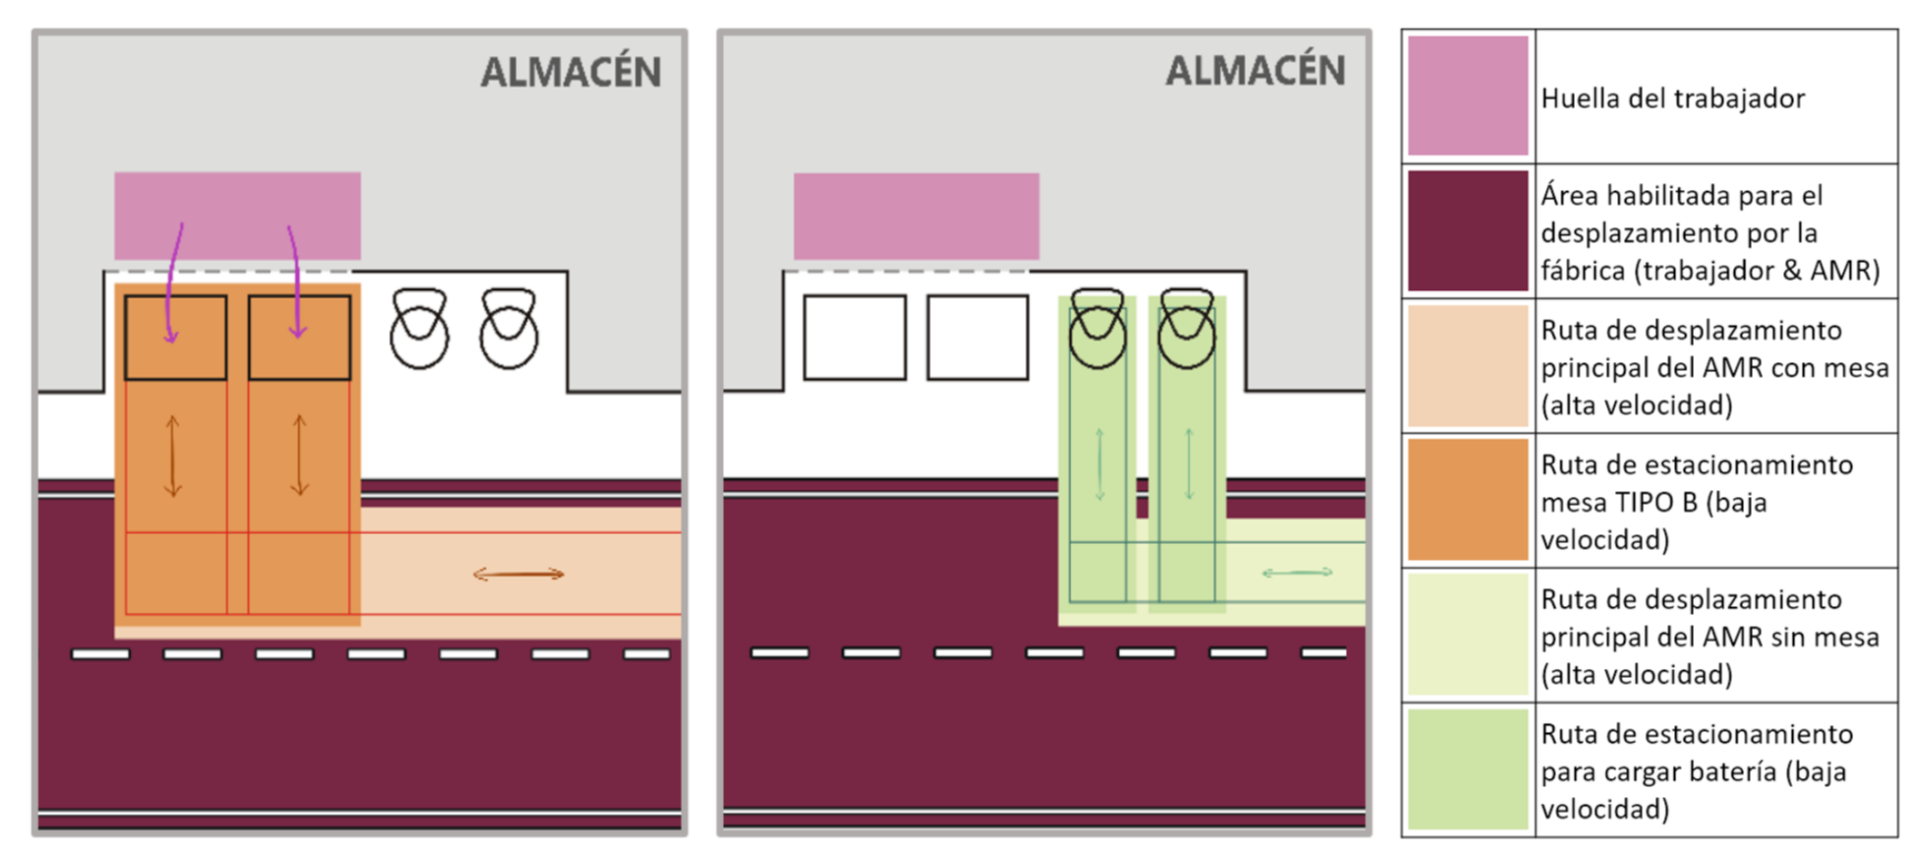 ALMACÉN
ALMACÉN
Huella del trabajador
Área habilitada para el
desplazamiento por la
fábrica (trabajador & AMR)
Ruta de desplazamiento
principal del AMR con mesa
(alta velocidad)
Ruta de estacionamiento
mesa TIPO B (baja
velocidad)
Ruta de desplazamiento
principal del AMR sin mesa
(alta velocidad)
Ruta de estacionamiento
para cargar batería (baja
velocidad)